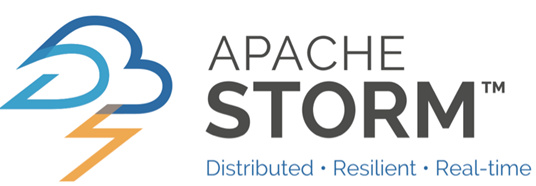 APACHE
STORM™
Distributed • Resilient • Real-time